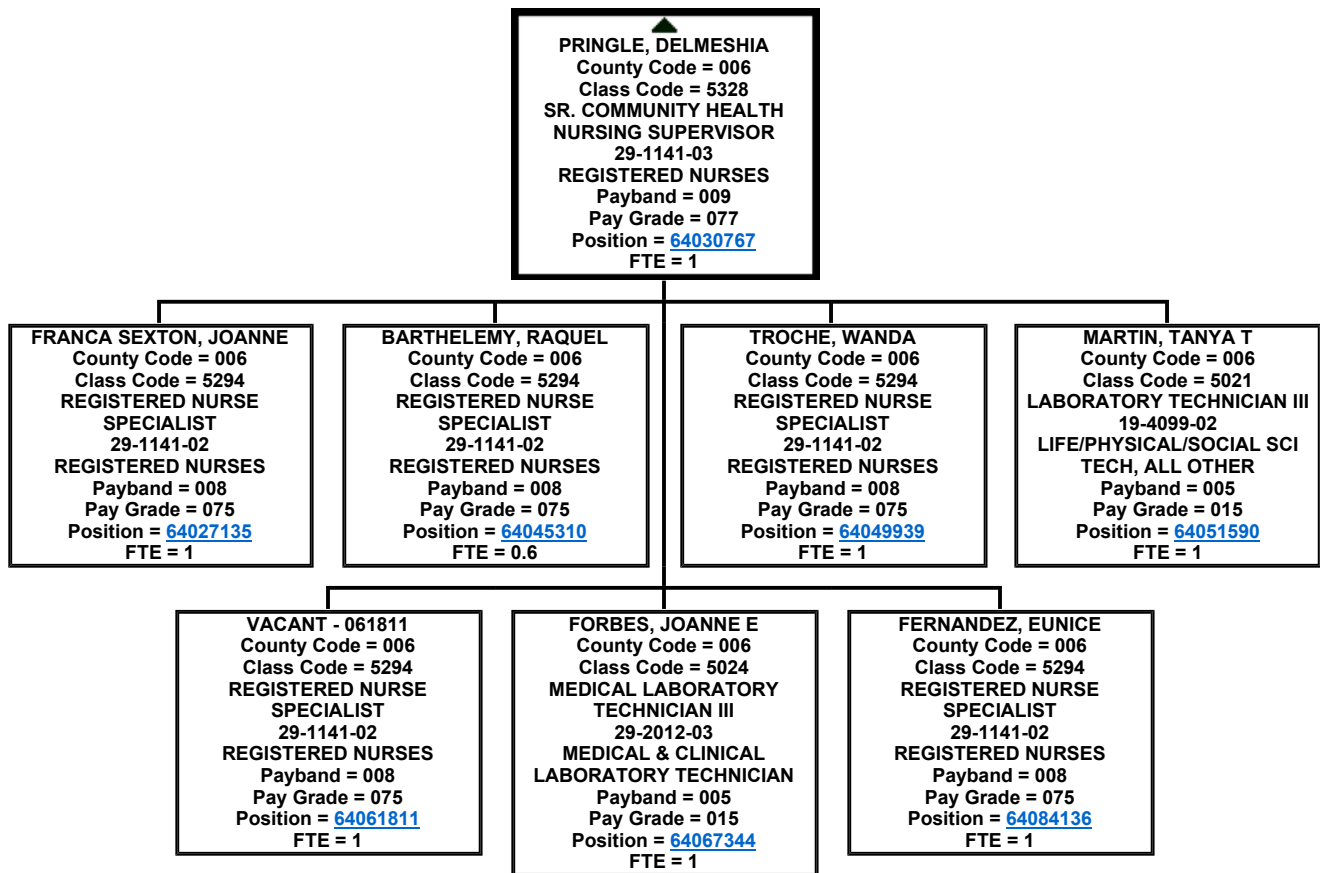 PRINGLE, DELMESHIA
County Code = 006
Class Code = 5328
SR. COMMUNITY HEALTH
NURSING SUPERVISOR
29-1141-03
REGISTERED NURSES
Payband = 009
Pay Grade = 077
Position = 64030767
FTE = 1
FRANCA SEXTON, JOANNE
County Code = 006
Class Code = 5294
REGISTERED NURSE
SPECIALIST
29-1141-02
REGISTERED NURSES
Payband = 008
Pay Grade = 075
Position = 64027135
FTE = 1
BARTHELEMY, RAQUEL
County Code = 006
Class Code = 5294
REGISTERED NURSE
SPECIALIST
29-1141-02
REGISTERED NURSES
Payband = 008
Pay Grade = 075
Position = 64045310
FTE = 0.6
TROCHE, WANDA
County Code = 006
Class Code = 5294
REGISTERED NURSE
SPECIALIST
29-1141-02
REGISTERED NURSES
Payband = 008
Pay Grade = 075
Position = 64049939
FTE = 1
MARTIN, TANYA T
County Code = 006
Class Code = 5021
LABORATORY TECHNICIAN III
19-4099-02
LIFE/PHYSICAL/SOCIAL SCI
TECH, ALL OTHER
Payband = 005
Pay Grade = 015
Position = 64051590
FTE = 1
VACANT - 061811
County Code = 006
Class Code = 5294
REGISTERED NURSE
SPECIALIST
29-1141-02
REGISTERED NURSES
Payband = 008
Pay Grade = 075
Position = 64061811
FTE = 1
FORBES, JOANNE E
County Code = 006
Class Code = 5024
MEDICAL LABORATORY
TECHNICIAN III
29-2012-03
MEDICAL & CLINICAL
LABORATORY TECHNICIAN
Payband = 005
Pay Grade = 015
Position = 64067344
FTE = 1
FERNANDEZ, EUNICE
County Code = 006
Class Code = 5294
REGISTERED NURSE
SPECIALIST
29-1141-02
REGISTERED NURSES
Payband = 008
Pay Grade = 075
Position = 64084136
FTE = 1